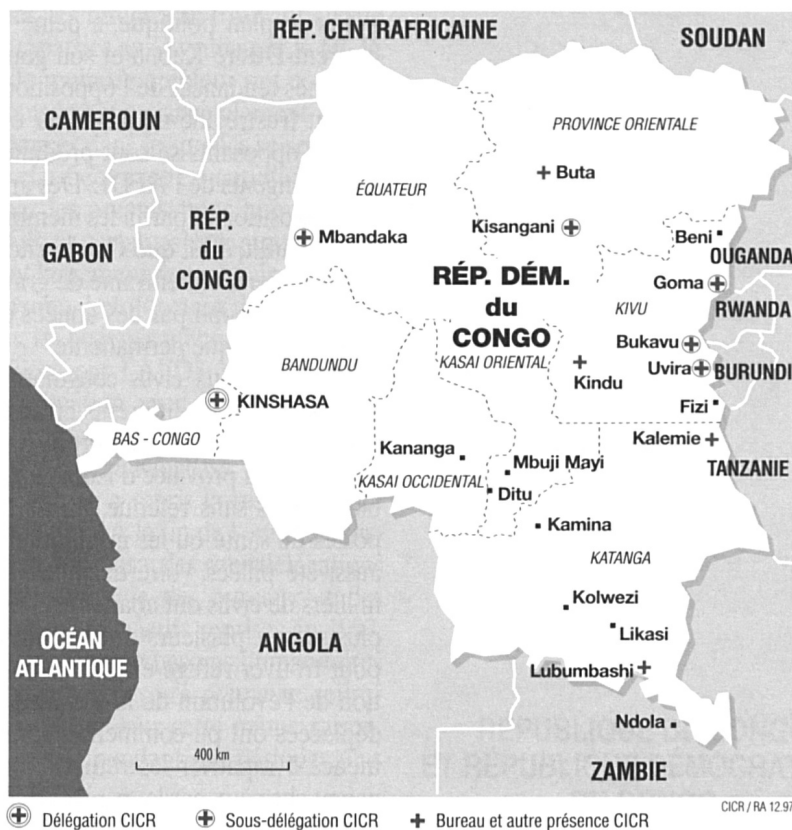 RÉP. CENTRAFRICAINE
SOUDAN
CAMEROUN
PROVINCE ORIENTALE
+ Buta
ÉQUATEUR
RÉP.
du
CONGO
GABON
Mbandaka
Kisangani
Beni
OUGANDA
RÉP. DÉM.
du
CONGO
Goma
KIVU
RWANDA
Bukavu
BANDUNDU
KASAI ORIENTAL
Kindu
Uvira
BURUNDI
KINSHASA
Fizi
BAS - CONGO
Kananga
Kalemie
Mbuji Mayi
TANZANIE
KASAI OCCIDENTAL
Ditu
Kamina
KATANGA
Kolwezi
OCÉAN
ATLANTIQUE
ANGOLA
Likasi
Lubumbashi
Ndola
400 km
ZAMBIE
CICR / RA 12.97
Délégation CICR
Sous-délégation CICR
Bureau et autre présence CICR